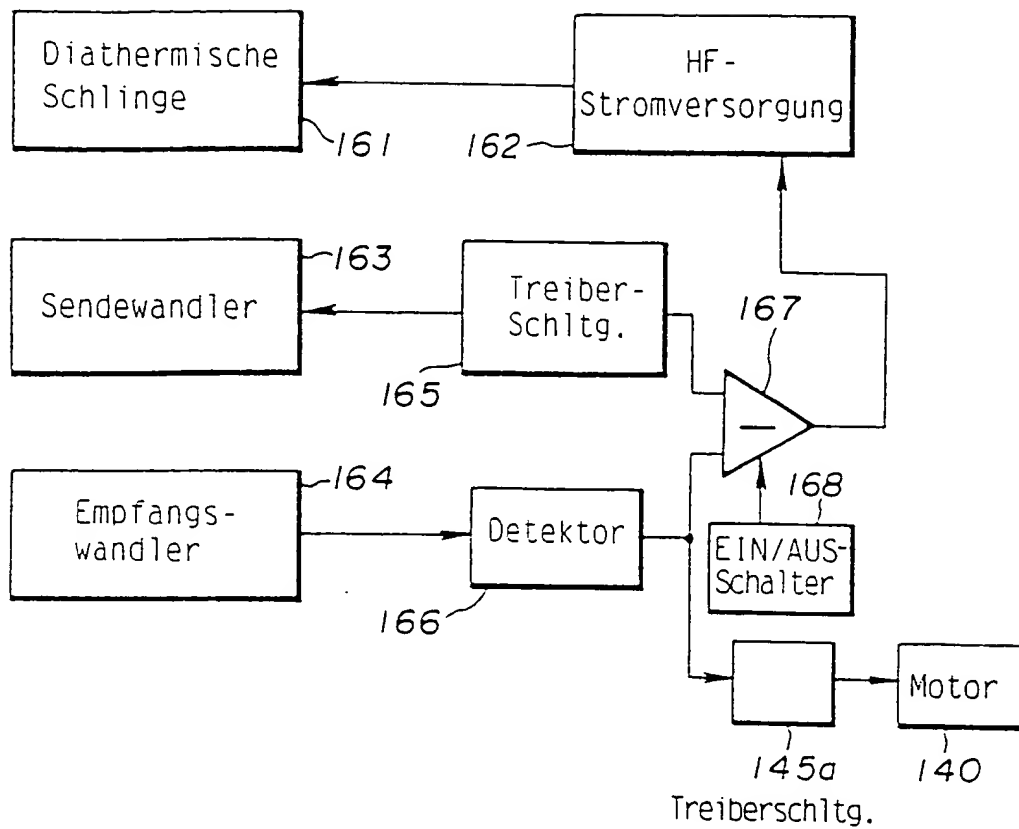 Diathermische
Schlinge
161
HF-
Stromversorgung
162
Sendewandler
163
Treiber-
Schltg.
165
167
Empfangs-
wandler
164
Detektor
166
168
EIN/AUS-
Schalter
145a
Treiberschltg.
Motor
140